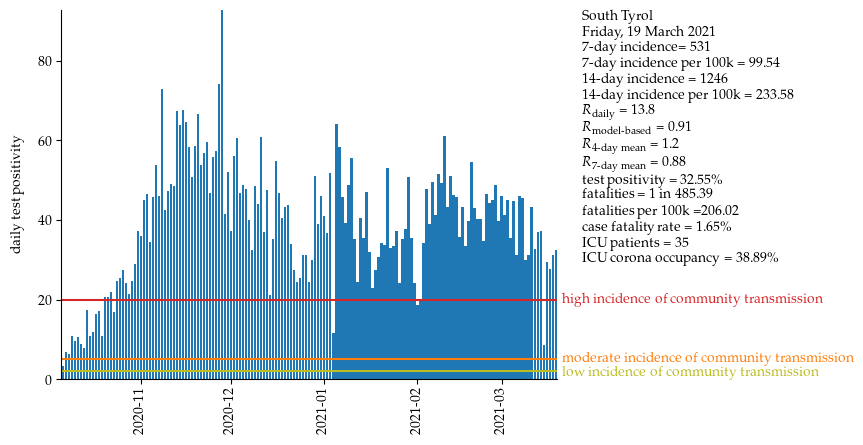 South Tyrol
Friday, 19 March 2021
7-day incidence= 531
7-day incidence per 100k = 99.54
14-day incidence = 1246
14-day incidence per 100k = 233.58
R daily = 13.8
R model-based = 0.91
R 4-day mean = 1.2
R 7-day mean = 0.88
test positivity = 32.55%
fatalities = 1 in 485.39
fatalities per 100k =206.02
case fatality rate = 1.65%
ICU patients = 35
ICU corona occupancy = 38.89%
daily test positivity
80
60
40
20
0
high incidence of community transmission
moderate incidence of community transmission
low incidence of community transmission
2020-11
2020-12
2021-01
2021-02
2021-03